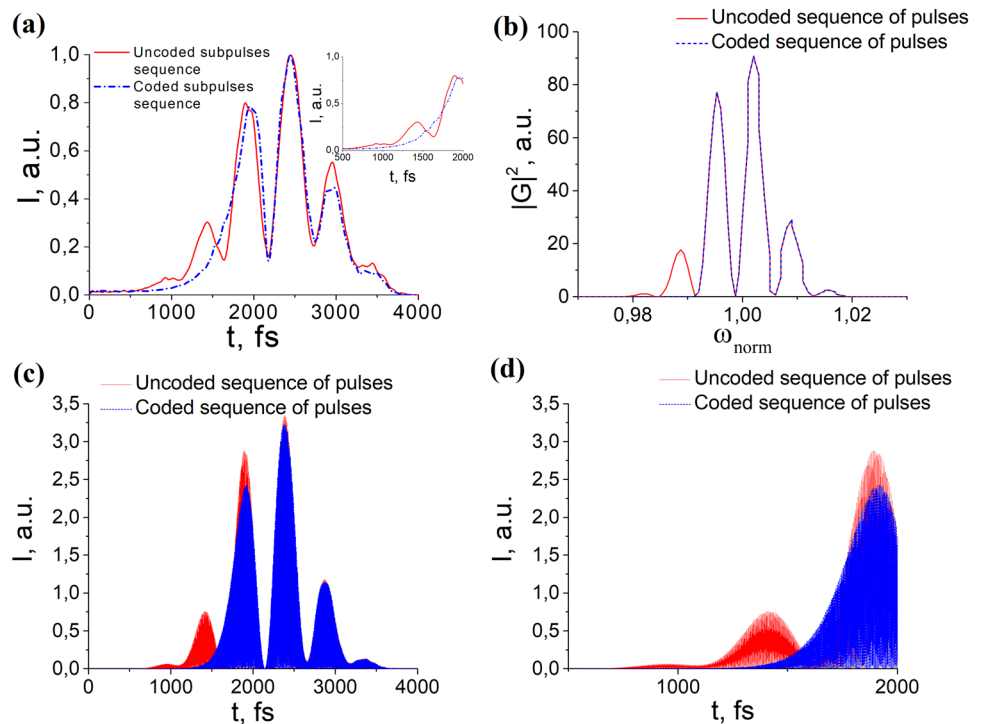 (a)
Uncoded subpulses
sequence
Coded subpulses
sequence
1,0
0,8
0,6
0,4
0,2
0,0
I, a.u.
0 1000 2000 3000 4000
t, fs
1,0
0,5
0,0
I, a.u.
500 1000 1500 2000
t, fs
(b)
Uncoded sequence of pulses
Coded sequence of pulses
100
80
60
40
20
0
|G|², a.u.
0,98 1,00 1,02
ωnorm
(c)
Uncoded sequence of pulses
Coded sequence of pulses
3,5
3,0
2,5
2,0
1,5
1,0
0,5
0,0
I, a.u.
0 1000 2000 3000 4000
t, fs
(d)
Uncoded sequence of pulses
Coded sequence of pulses
3,5
3,0
2,5
2,0
1,5
1,0
0,5
0,0
I, a.u.
1000 2000
t, fs